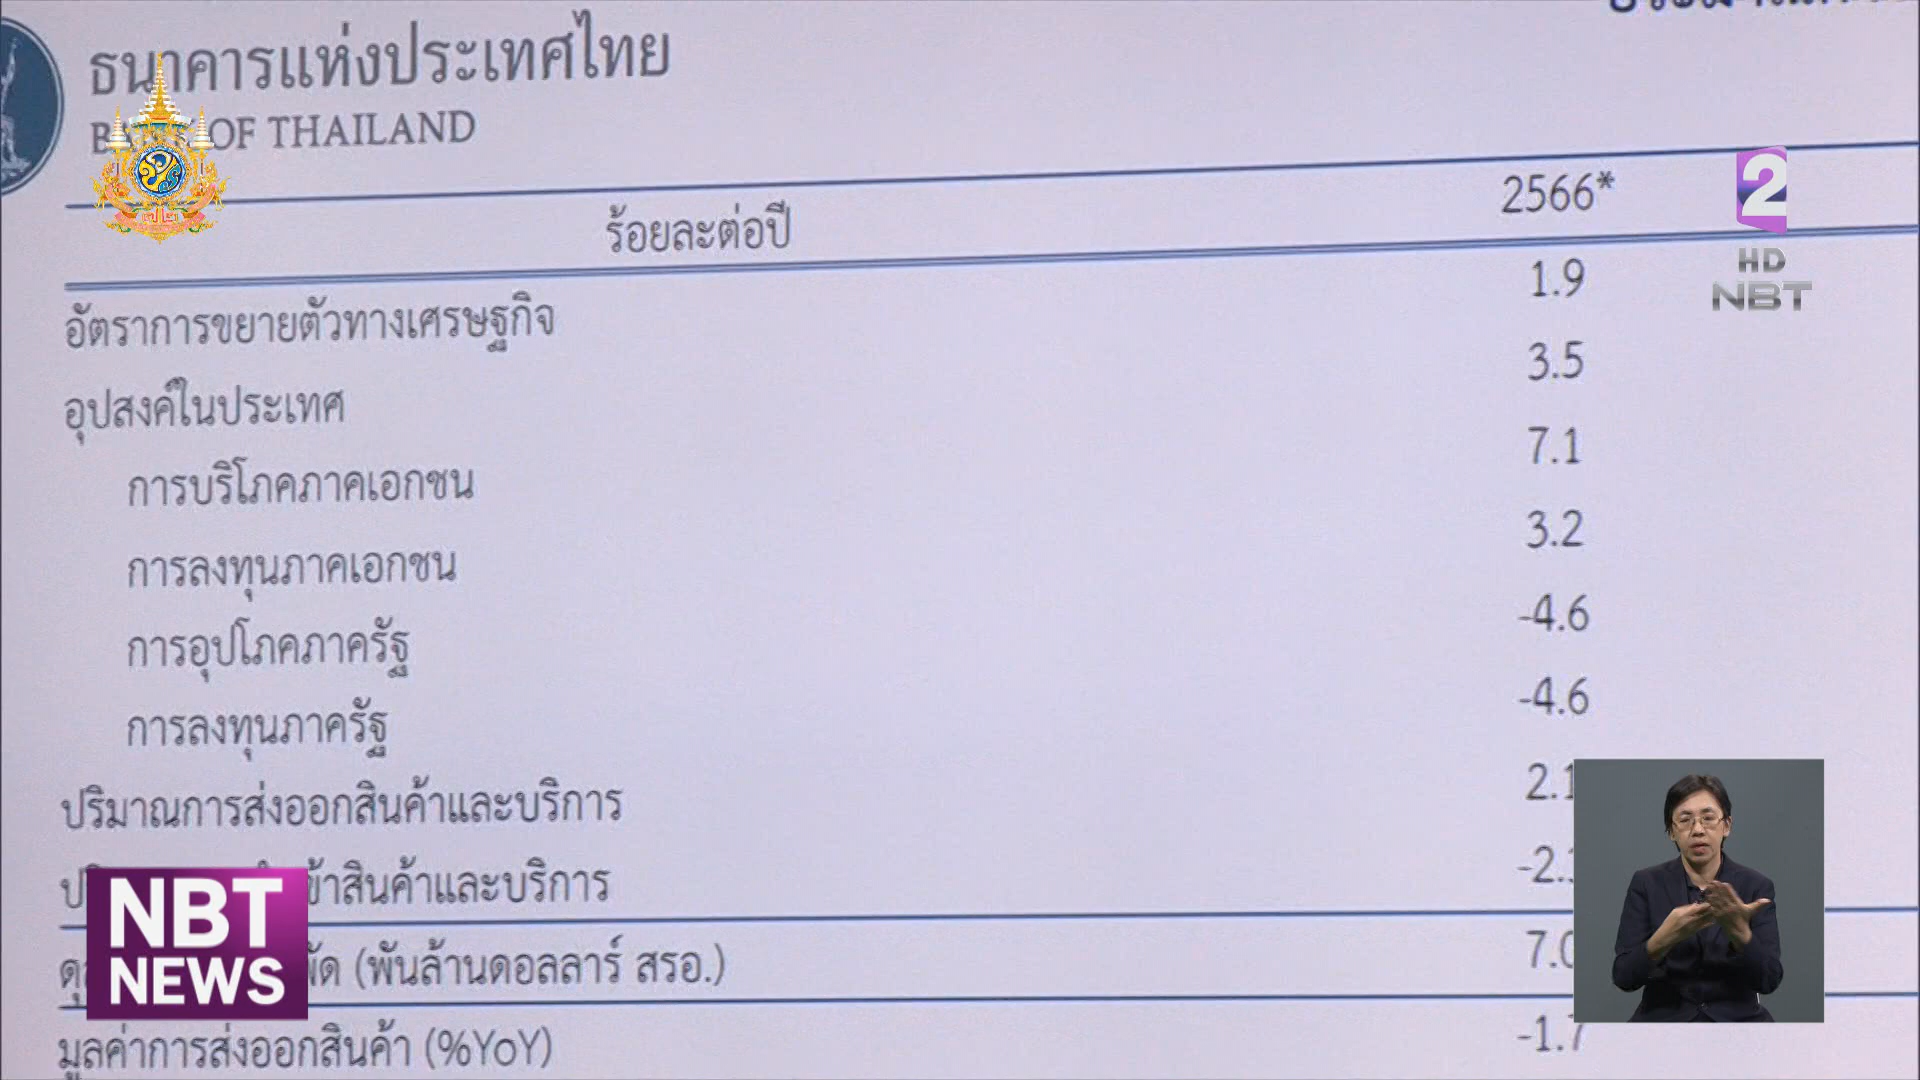 ธนาคารแห่งประเทศไทย
OF THAILAND
ร้อยละต่อปี 2566*
อัตราการขยายตัวทางเศรษฐกิจ 1.9
อุปสงค์ในประเทศ 3.5
การบริโภคภาคเอกชน 7.1
การลงทุนภาคเอกชน 3.2
การอุปโภคภาครัฐ -4.6
การลงทุนภาครัฐ -4.6
ปริมาณการส่งออกสินค้าและบริการ 2.1
ข้าสินค้าและบริการ
(พันล้านดอลลาร์ สรอ.) 7.0
มูลค่าการส่งออกสินค้า (%YoY) -1.7
2
HD
NBT
NBT
NEWS
๗๒